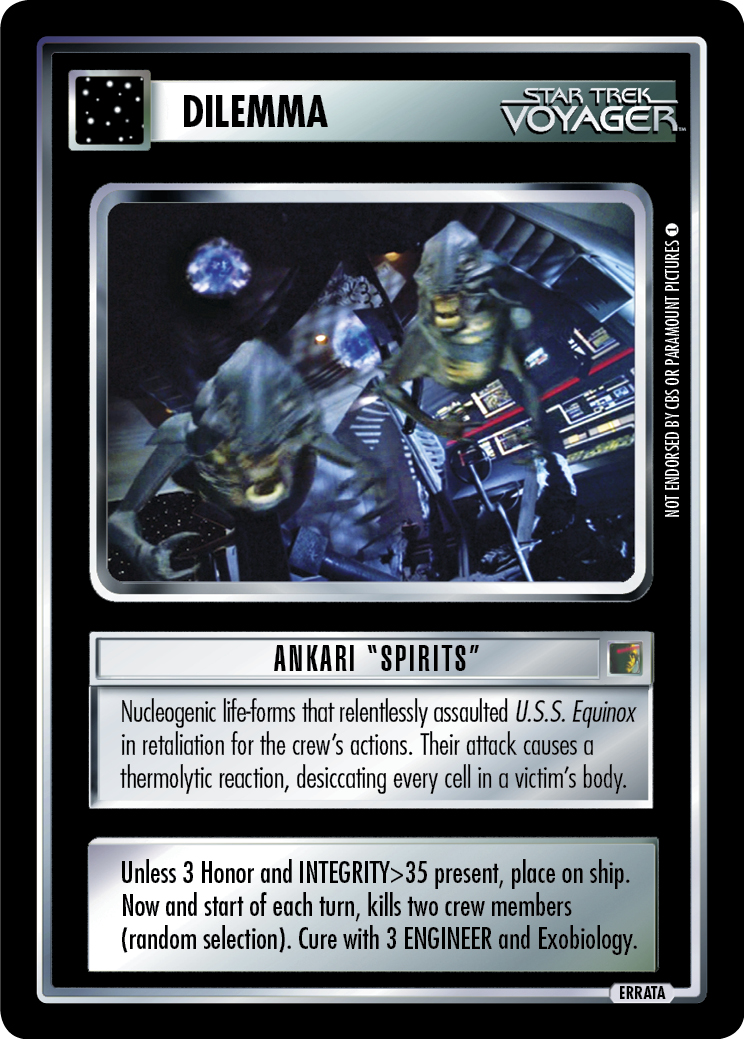 DILEMMA
STAR TREK
VOYAGER™
NOT ENDORSED BY CBS OR PARAMOUNT PICTURES 1
ANKARI “SPIRITS”
Nucleogenic life-forms that relentlessly assaulted U.S.S. Equinox
in retaliation for the crew’s actions. Their attack causes a
thermolytic reaction, desiccating every cell in a victim’s body.
Unless 3 Honor and INTEGRITY>35 present, place on ship.
Now and start of each turn, kills two crew members
(random selection). Cure with 3 ENGINEER and Exobiology.
ERRATA